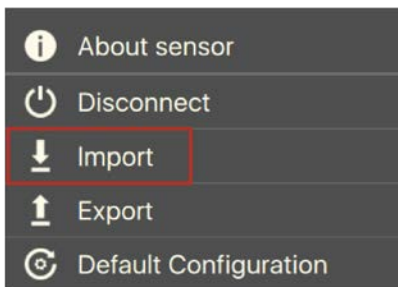 About sensor
Disconnect
Import
Export
Default Configuration